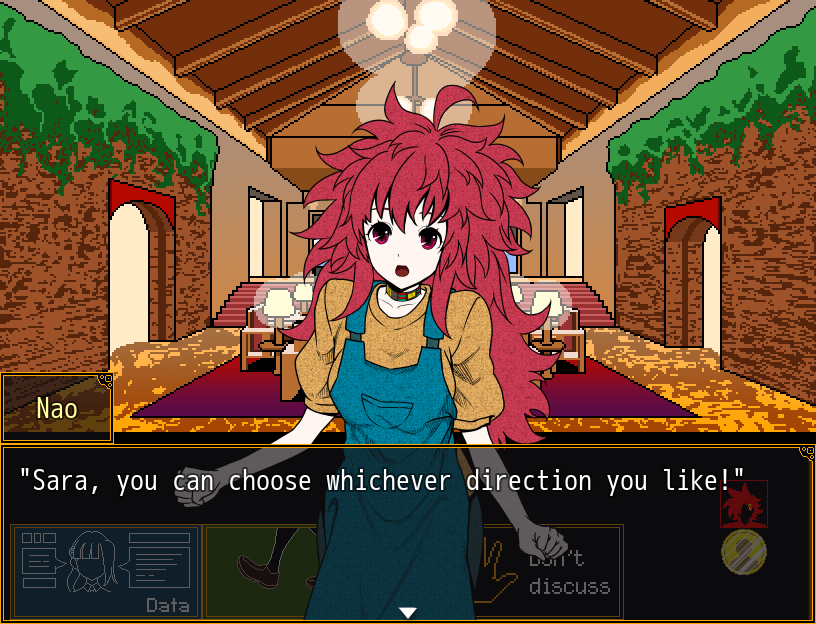 Nao
"Sara, you can choose whichever direction you like!"
Data
Don't
discuss